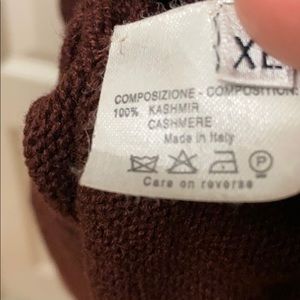 XL
COMPOSIZIONE - COMPOSITION:
100% KASHMIR
CASHMERE
Made in Italy
P
Care on reverse